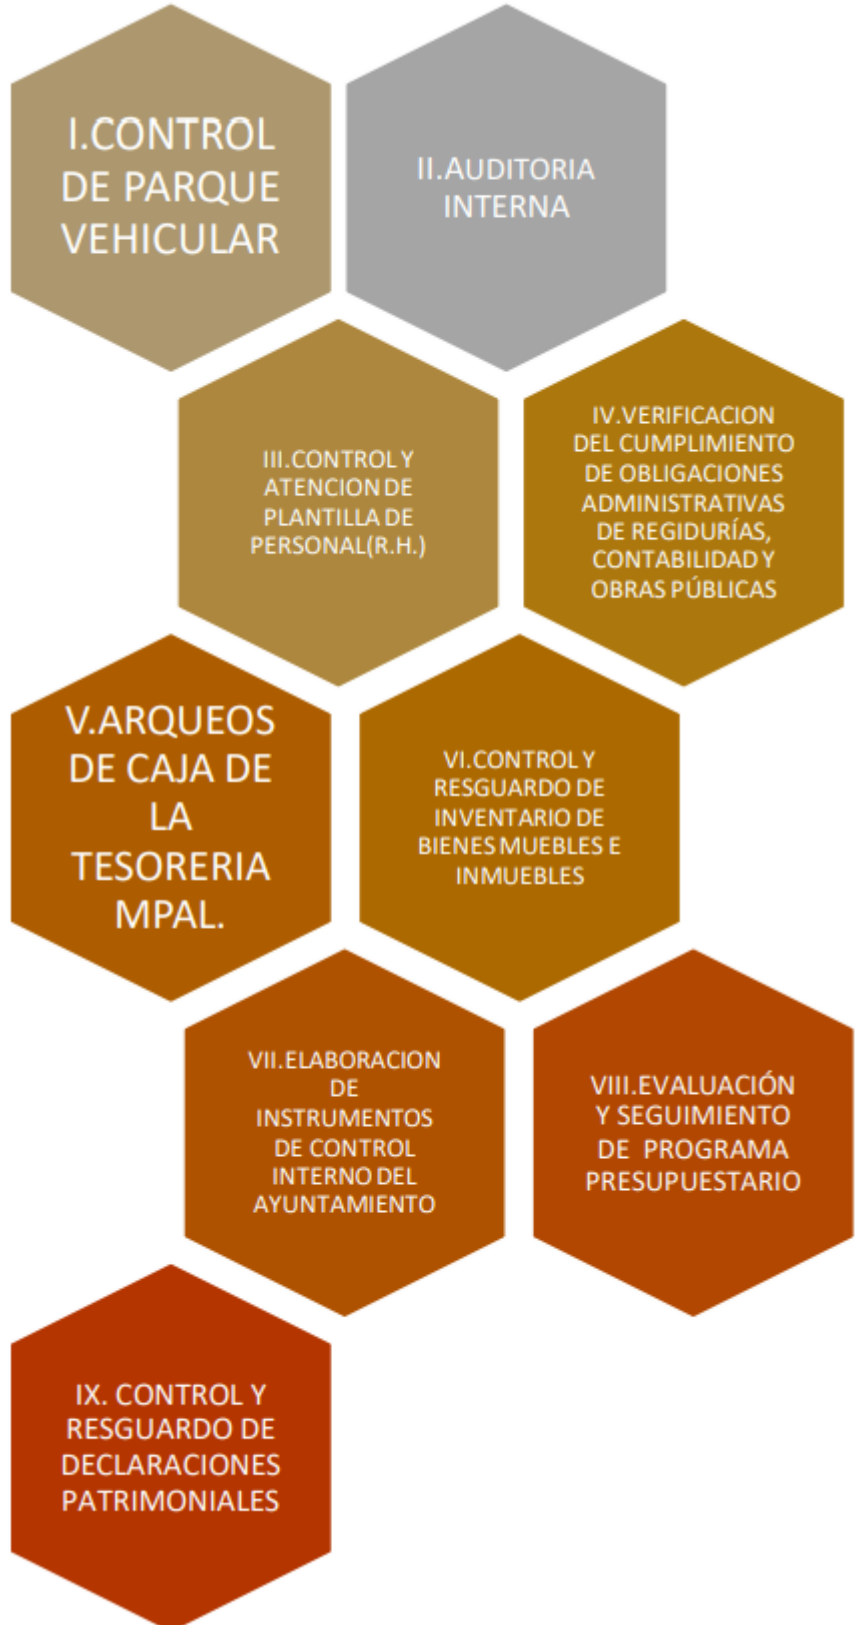 I.CONTROL
DE PARQUE
VEHICULAR
II.AUDITORIA
INTERNA
III.CONTROL Y
ATENCION DE
PLANTILLA DE
PERSONAL(R.H.)
IV.VERIFICACION
DEL CUMPLIMIENTO
DE OBLIGACIONES
ADMINISTRATIVAS
DE REGIDURÍAS,
CONTABILIDAD Y
OBRAS PÚBLICAS
V.ARQUEOS
DE CAJA DE
LA
TESORERIA
MPAL.
VI.CONTROL Y
RESGUARDO DE
INVENTARIO DE
BIENES MUEBLES E
INMUEBLES
VII.ELABORACION
DE
INSTRUMENTOS
DE CONTROL
INTERNO DEL
AYUNTAMIENTO
VIII.EVALUACIÓN
Y SEGUIMIENTO
DE PROGRAMA
PRESUPUESTARIO
IX. CONTROL Y
RESGUARDO DE
DECLARACIONES
PATRIMONIALES